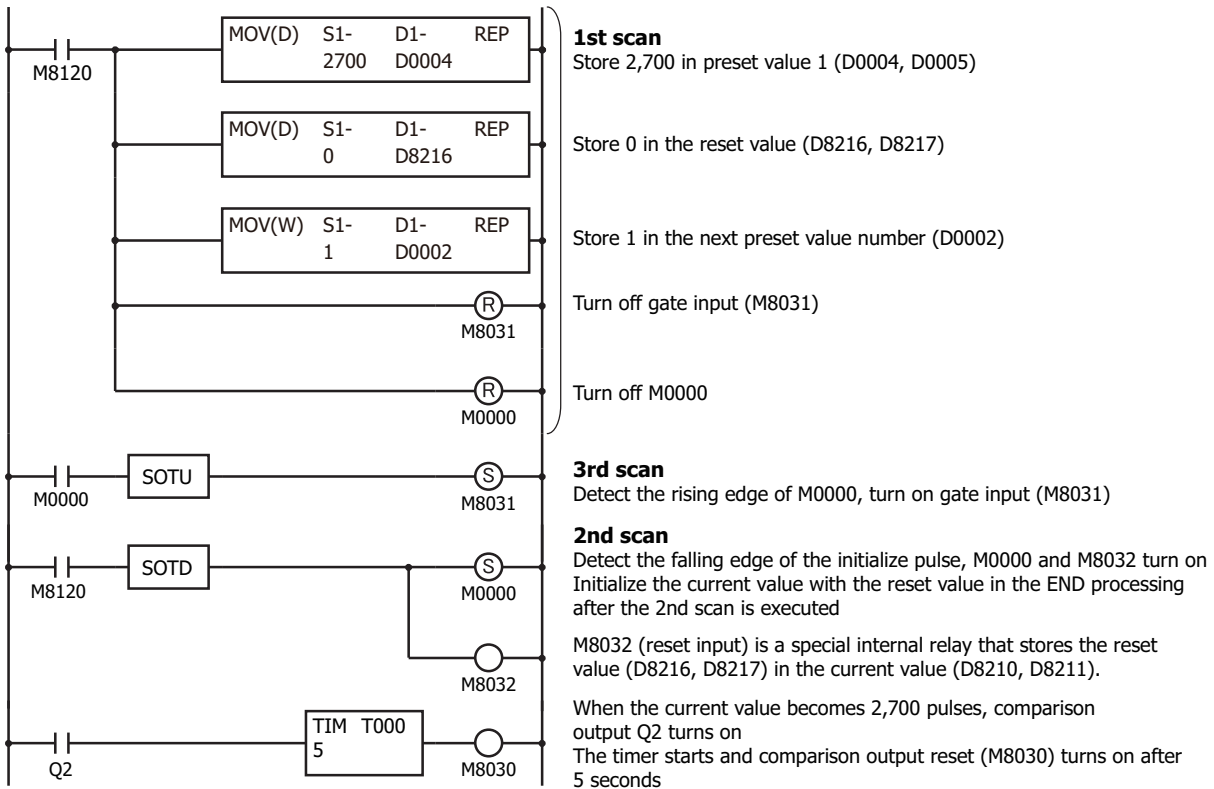 MOV(D) S1- D1- REP
2700 D0004
M8120
1st scan
Store 2,700 in preset value 1 (D0004, D0005)
MOV(D) S1- D1- REP
0 D8216
Store 0 in the reset value (D8216, D8217)
MOV(W) S1- D1- REP
1 D0002
Store 1 in the next preset value number (D0002)
R
M8031
Turn off gate input (M8031)
R
M0000
Turn off M0000
M0000
SOTU
S
M8031
3rd scan
Detect the rising edge of M0000, turn on gate input (M8031)
M8120
SOTD
S
M0000
2nd scan
Detect the falling edge of the initialize pulse, M0000 and M8032 turn on
Initialize the current value with the reset value in the END processing
after the 2nd scan is executed
M8032
M8032 (reset input) is a special internal relay that stores the reset
value (D8216, D8217) in the current value (D8210, D8211).
Q2
TIM T000
5
M8030
When the current value becomes 2,700 pulses, comparison
output Q2 turns on
The timer starts and comparison output reset (M8030) turns on after
5 seconds